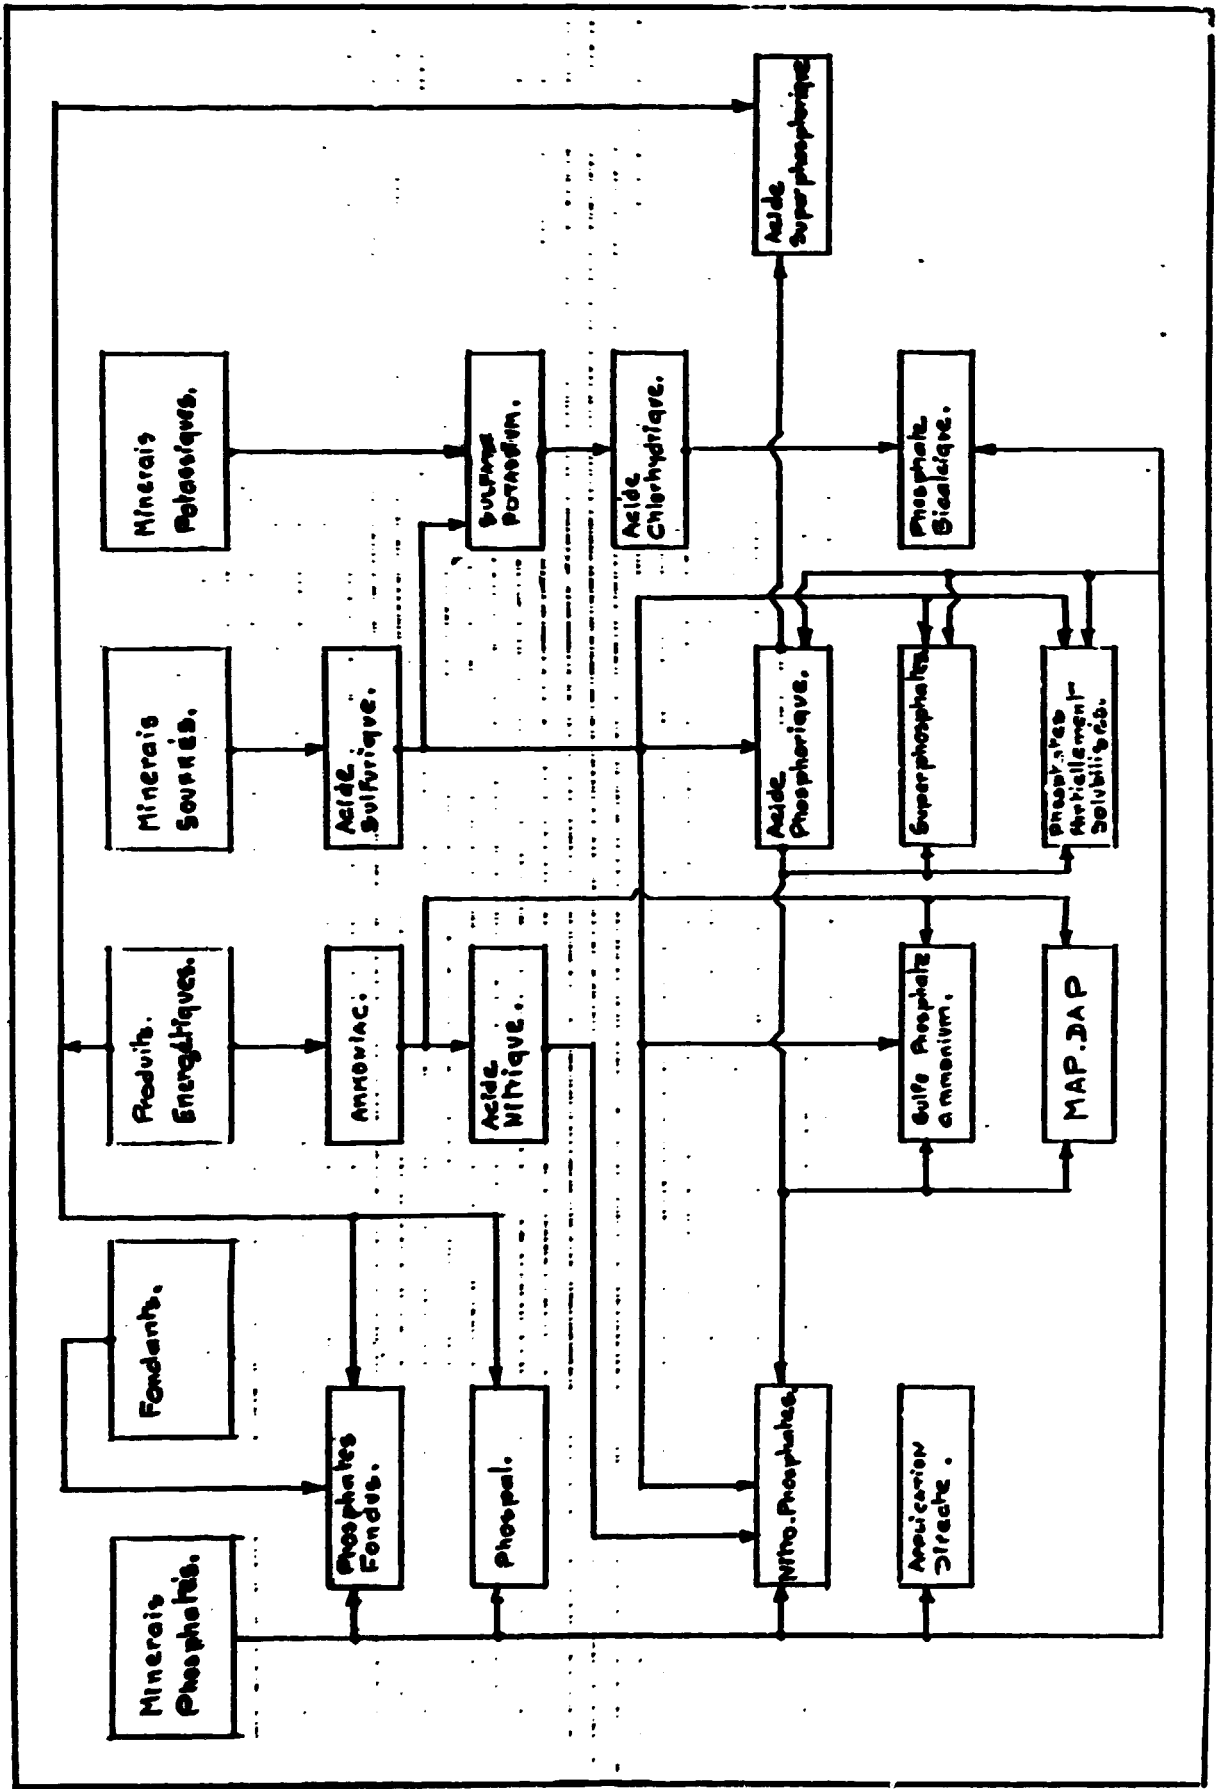 Minerais
Phosphatés.
Fondants.
Produits.
Energétiques.
Minerais
SOUFRÉS.
Minerais
Potassiques.
Phosphates
Fondus.
AMMONIAC.
Acide
Sulfurique.
Phospal.
Acide
Nitrique.
SULFATE
POTASSIUM.
Acide
Chlorhydrique.
Nitro.Phosphates.
Acide
Phosphorique.
Acide
Superphosphorique
Application
Directe.
Sulfo Phosphate
ammonium.
Superphosphates
Phosphate
Bicalcique.
MAP.DAP
Phosphates
Partiellement
Solubilisés.